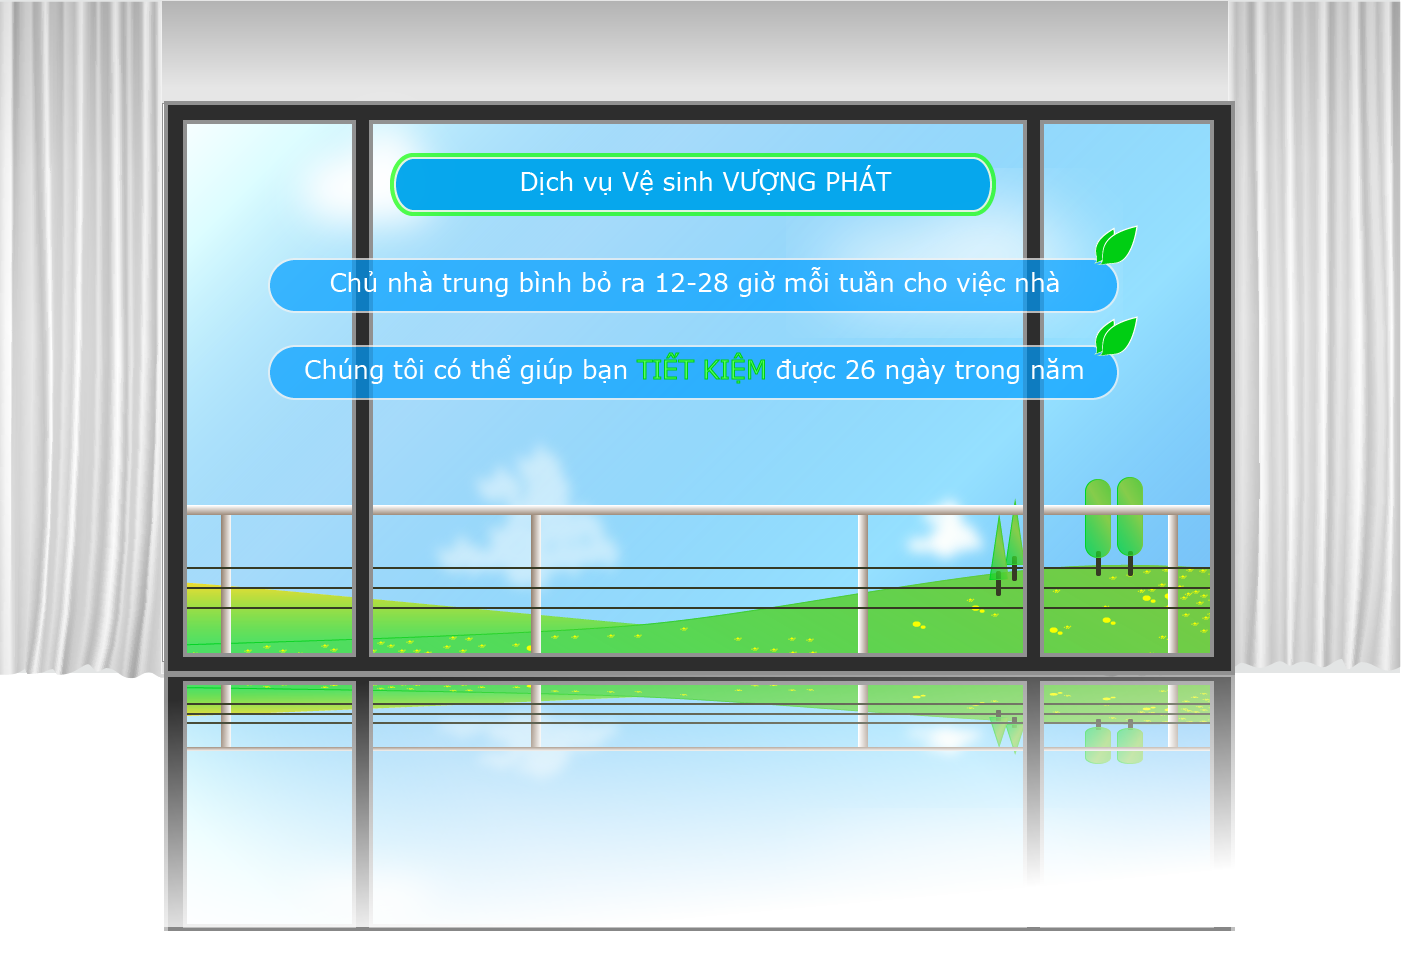 Dịch vụ Vệ sinh VƯỢNG PHÁT
Chủ nhà trung bình bỏ ra 12-28 giờ mỗi tuần cho việc nhà
Chúng tôi có thể giúp bạn TIẾT KIỆM được 26 ngày trong năm